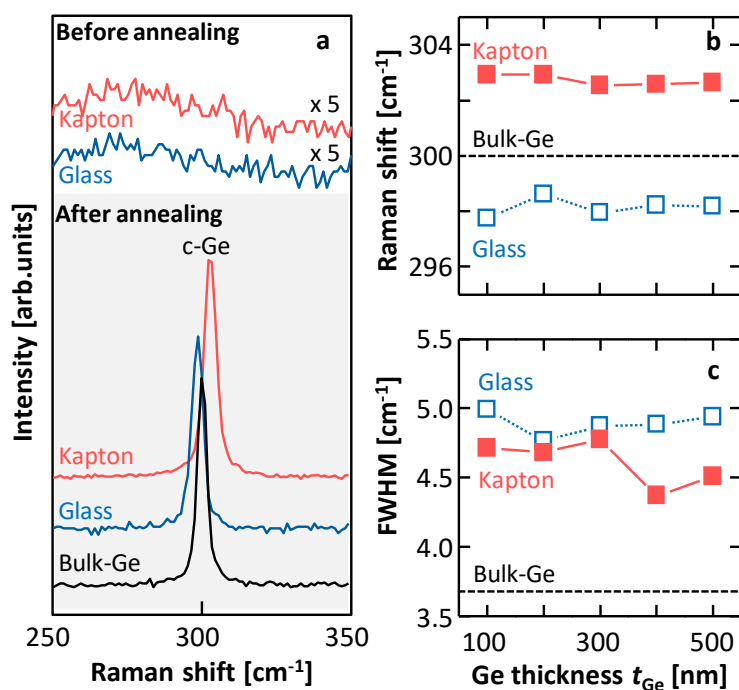 Before annealing
a
x 5
Kapton
x 5
Glass
After annealing
c-Ge
Kapton
Glass
Bulk-Ge
Intensity [arb.units]
250
300
350
Raman shift [cm⁻¹]
b
Kapton
Bulk-Ge
Glass
304
300
296
Raman shift [cm⁻¹]
c
Glass
Kapton
Bulk-Ge
5.5
5.0
4.5
4.0
3.5
FWHM [cm⁻¹]
100
200
300
400
500
Ge thickness t_Ge [nm]